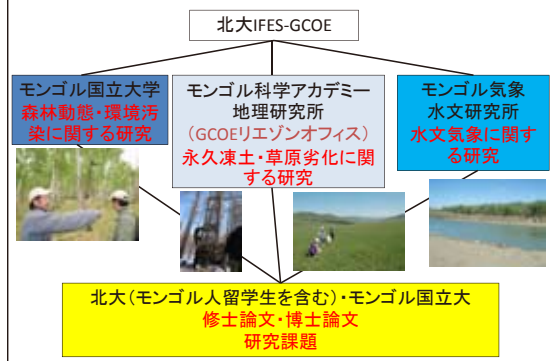 北大IFES-GCOE
モンゴル国立大学
森林動態・環境汚
染に関する研究
モンゴル科学アカデミー
地理研究所
(GCOEリエゾンオフィス)
永久凍土・草原劣化に関
する研究
モンゴル気象
水文研究所
水文気象に関す
る研究
北大(モンゴル人留学生を含む)・モンゴル国立大
修士論文・博士論文
研究課題